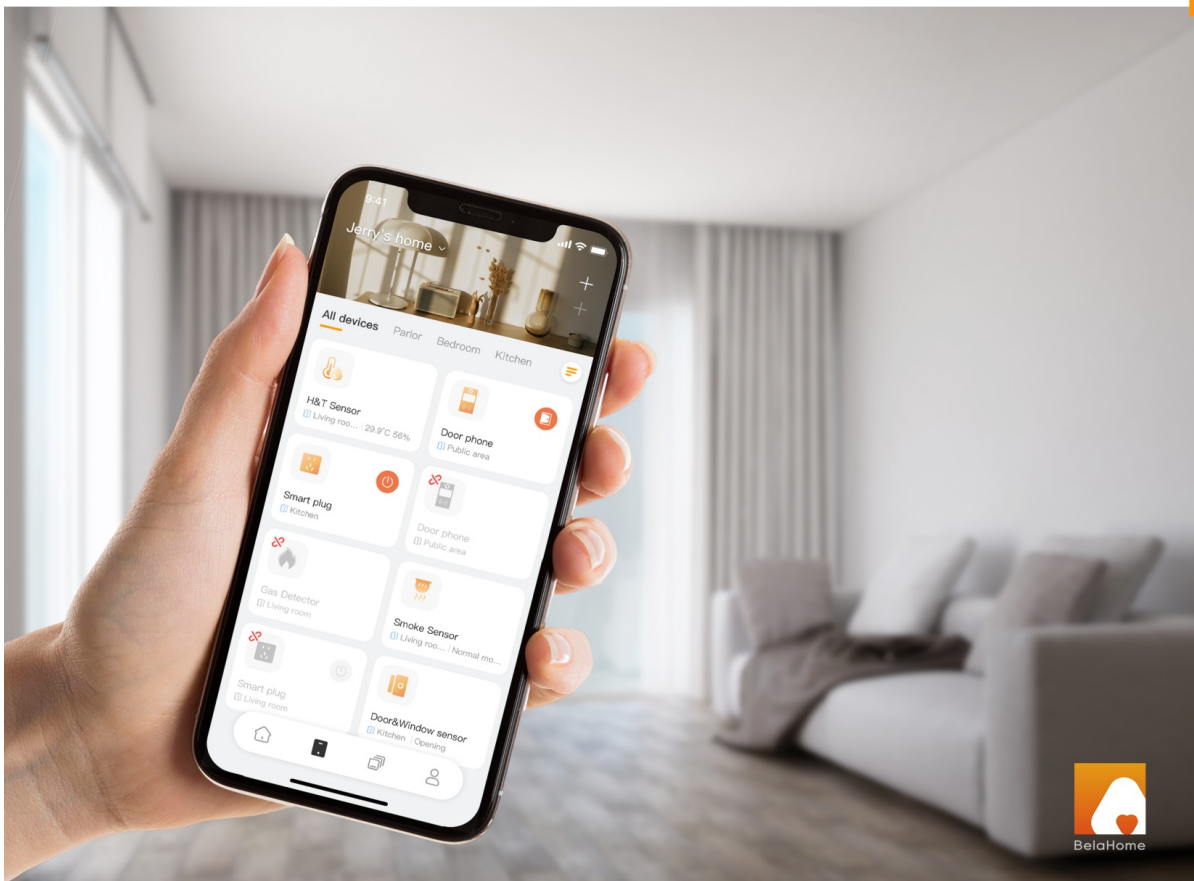 9:41
Jerry's home
All devices Parlor Bedroom Kitchen
H&T Sensor
Living roo... | 29.9°C 56%
Door phone
Public area
Smart plug
Kitchen
Door phone
Public area
Gas Detector
Living room
Smoke Sensor
Living roo... | Normal mo...
Smart plug
Living room
Door&Window sensor
Kitchen | Opening
BelaHome